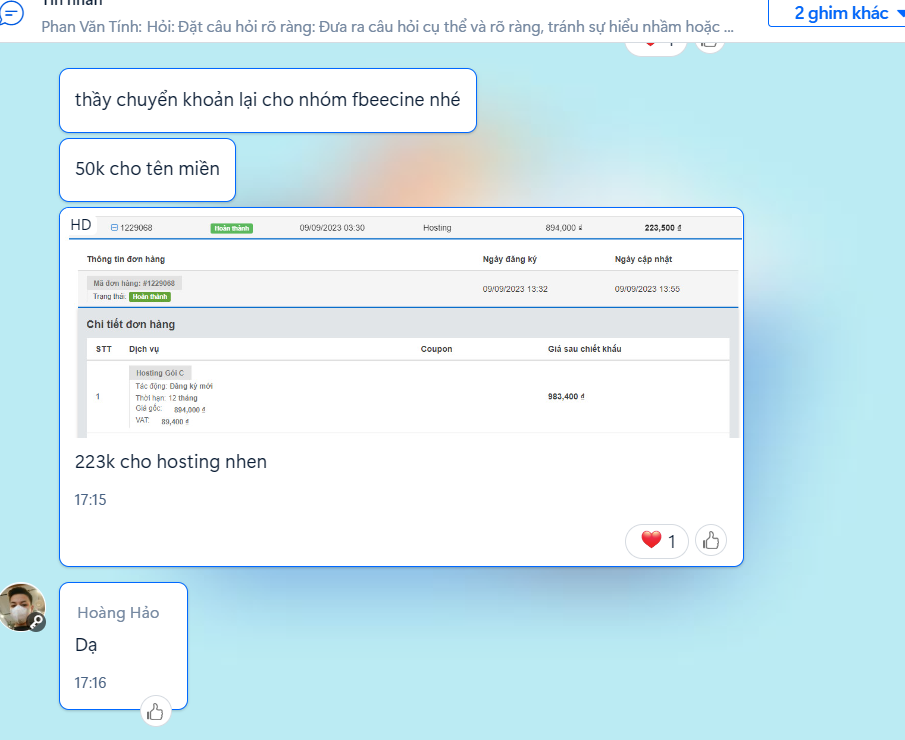 Tin nhắn
Phan Văn Tính: Hỏi: Đặt câu hỏi rõ ràng: Đưa ra câu hỏi cụ thể và rõ ràng, tránh sự hiểu nhầm hoặc ...
2 ghim khác
1
thầy chuyển khoản lại cho nhóm fbeecine nhé
50k cho tên miền
HD
1229068 Hoàn thành 09/09/2023 03:30 Hosting 894,000 ₫ 223,500 ₫
Thông tin đơn hàng Ngày đăng ký Ngày cập nhật
Mã đơn hàng: #1229068
Trạng thái: Hoàn thành 09/09/2023 13:32 09/09/2023 13:55
Chi tiết đơn hàng
STT Dịch vụ Coupon Giá sau chiết khấu
Hosting Gói C
Tác động: Đăng ký mới
1 Thời hạn: 12 tháng 983,400 ₫
Giá gốc: 894,000 ₫
VAT: 89,400 ₫
223k cho hosting nhen
17:15
1
Hoàng Hảo
Dạ
17:16